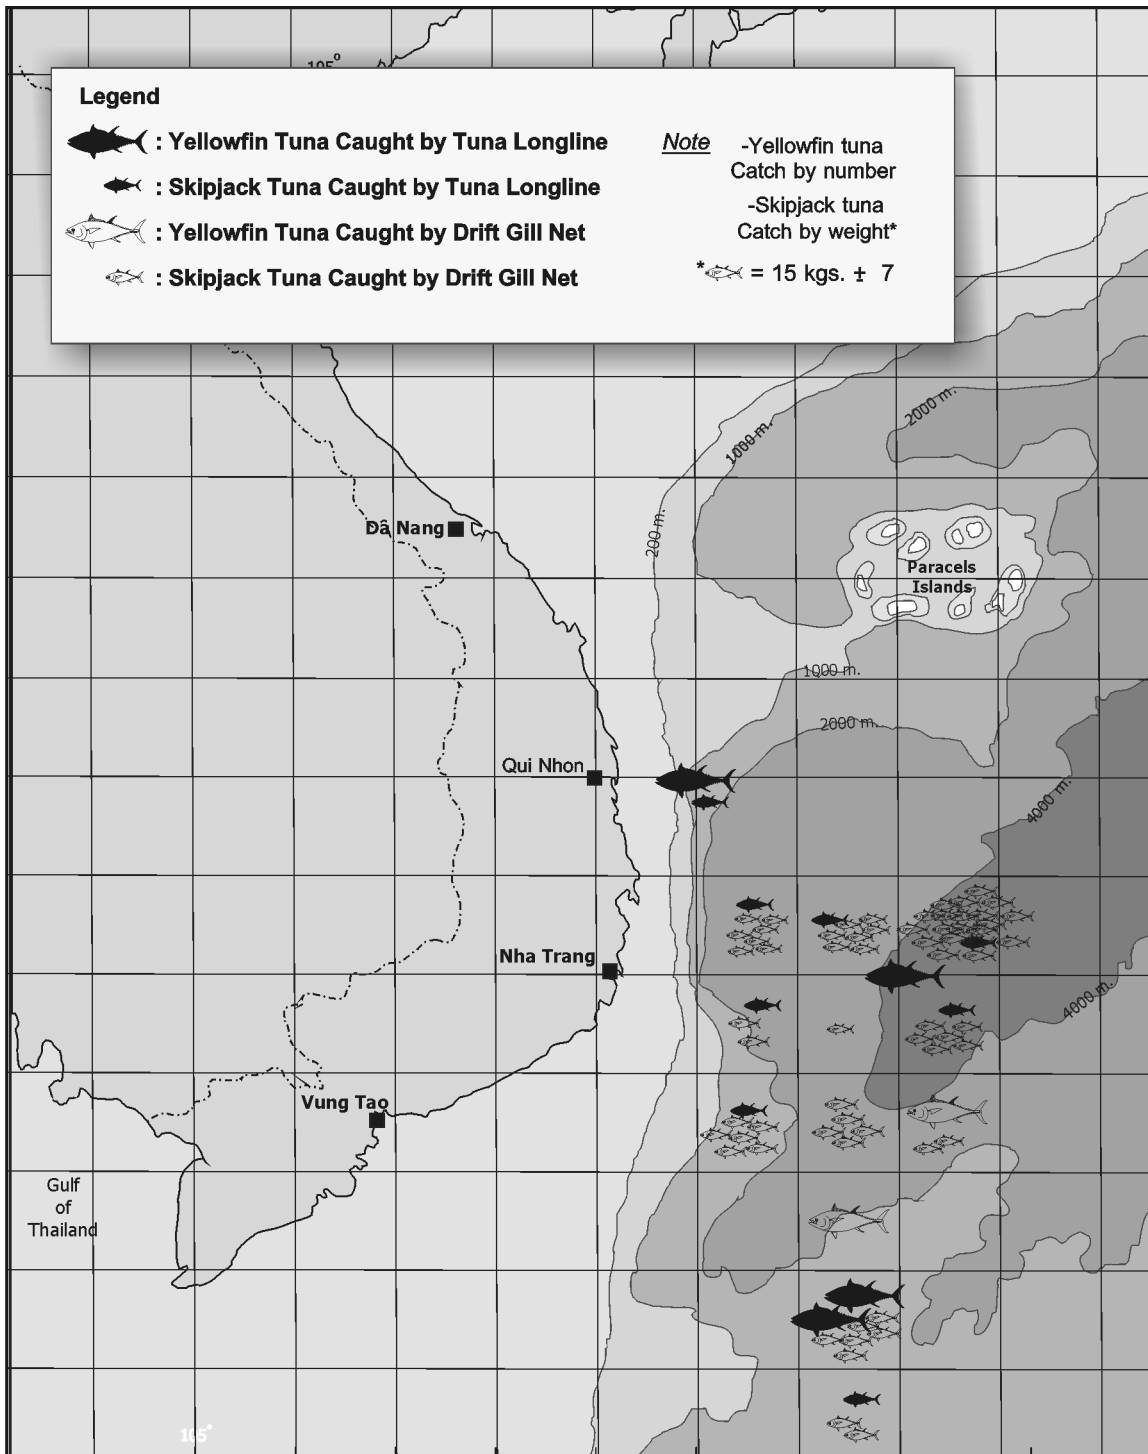 105°
Legend
: Yellowfin Tuna Caught by Tuna Longline
: Skipjack Tuna Caught by Tuna Longline
: Yellowfin Tuna Caught by Drift Gill Net
: Skipjack Tuna Caught by Drift Gill Net
Note
-Yellowfin tuna
Catch by number
-Skipjack tuna
Catch by weight*
* = 15 kgs. ± 7
2000 m.
1000 m.
200 m.
Đâ Nang
Paracels
Islands
1000 m.
2000 m.
Qui Nhon
4000 m.
Nha Trang
4000 m.
Vung Tao
Gulf
of
Thailand
105°